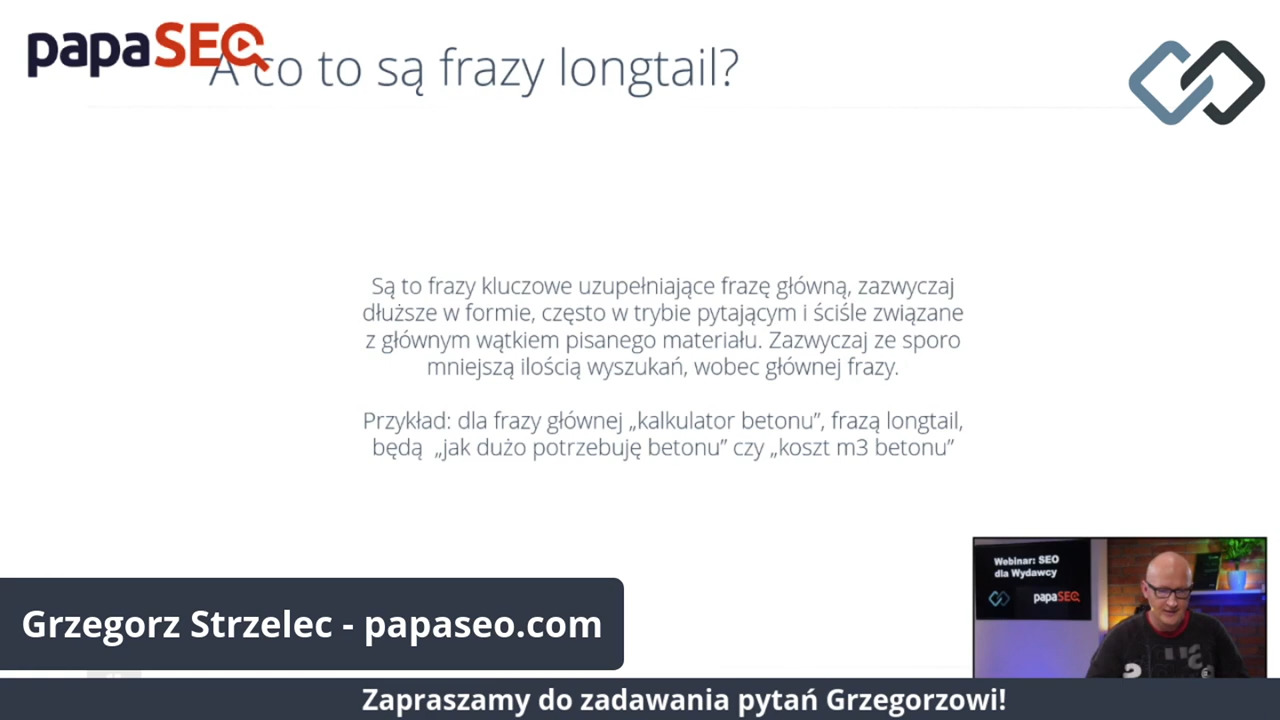 papaSEO
A co to są frazy longtail?
Są to frazy kluczowe uzupełniające frazę główną, zazwyczaj
dłuższe w formie, często w trybie pytającym i ściśle związane
z głównym wątkiem pisanego materiału. Zazwyczaj ze sporo
mniejszą ilością wyszukań, wobec głównej frazy.
Przykład: dla frazy głównej „kalkulator betonu”, frazą longtail,
będą „jak dużo potrzebuję betonu” czy „koszt m3 betonu”
Webinar: SEO
dla Wydawcy
papaSEO
Grzegorz Strzelec - papaseo.com
Zapraszamy do zadawania pytań Grzegorzowi!